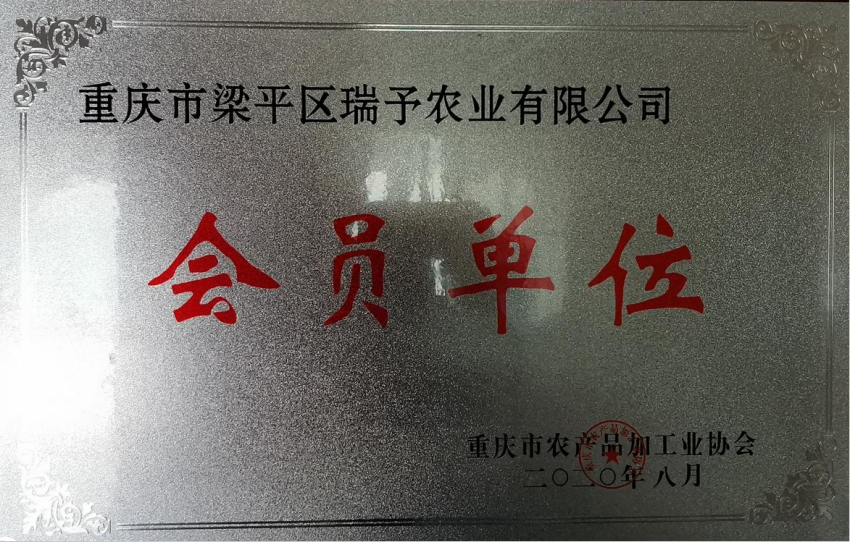 重庆市梁平区瑞予农业有限公司
会员单位
重庆市农产品加工业协会
二〇二〇年八月